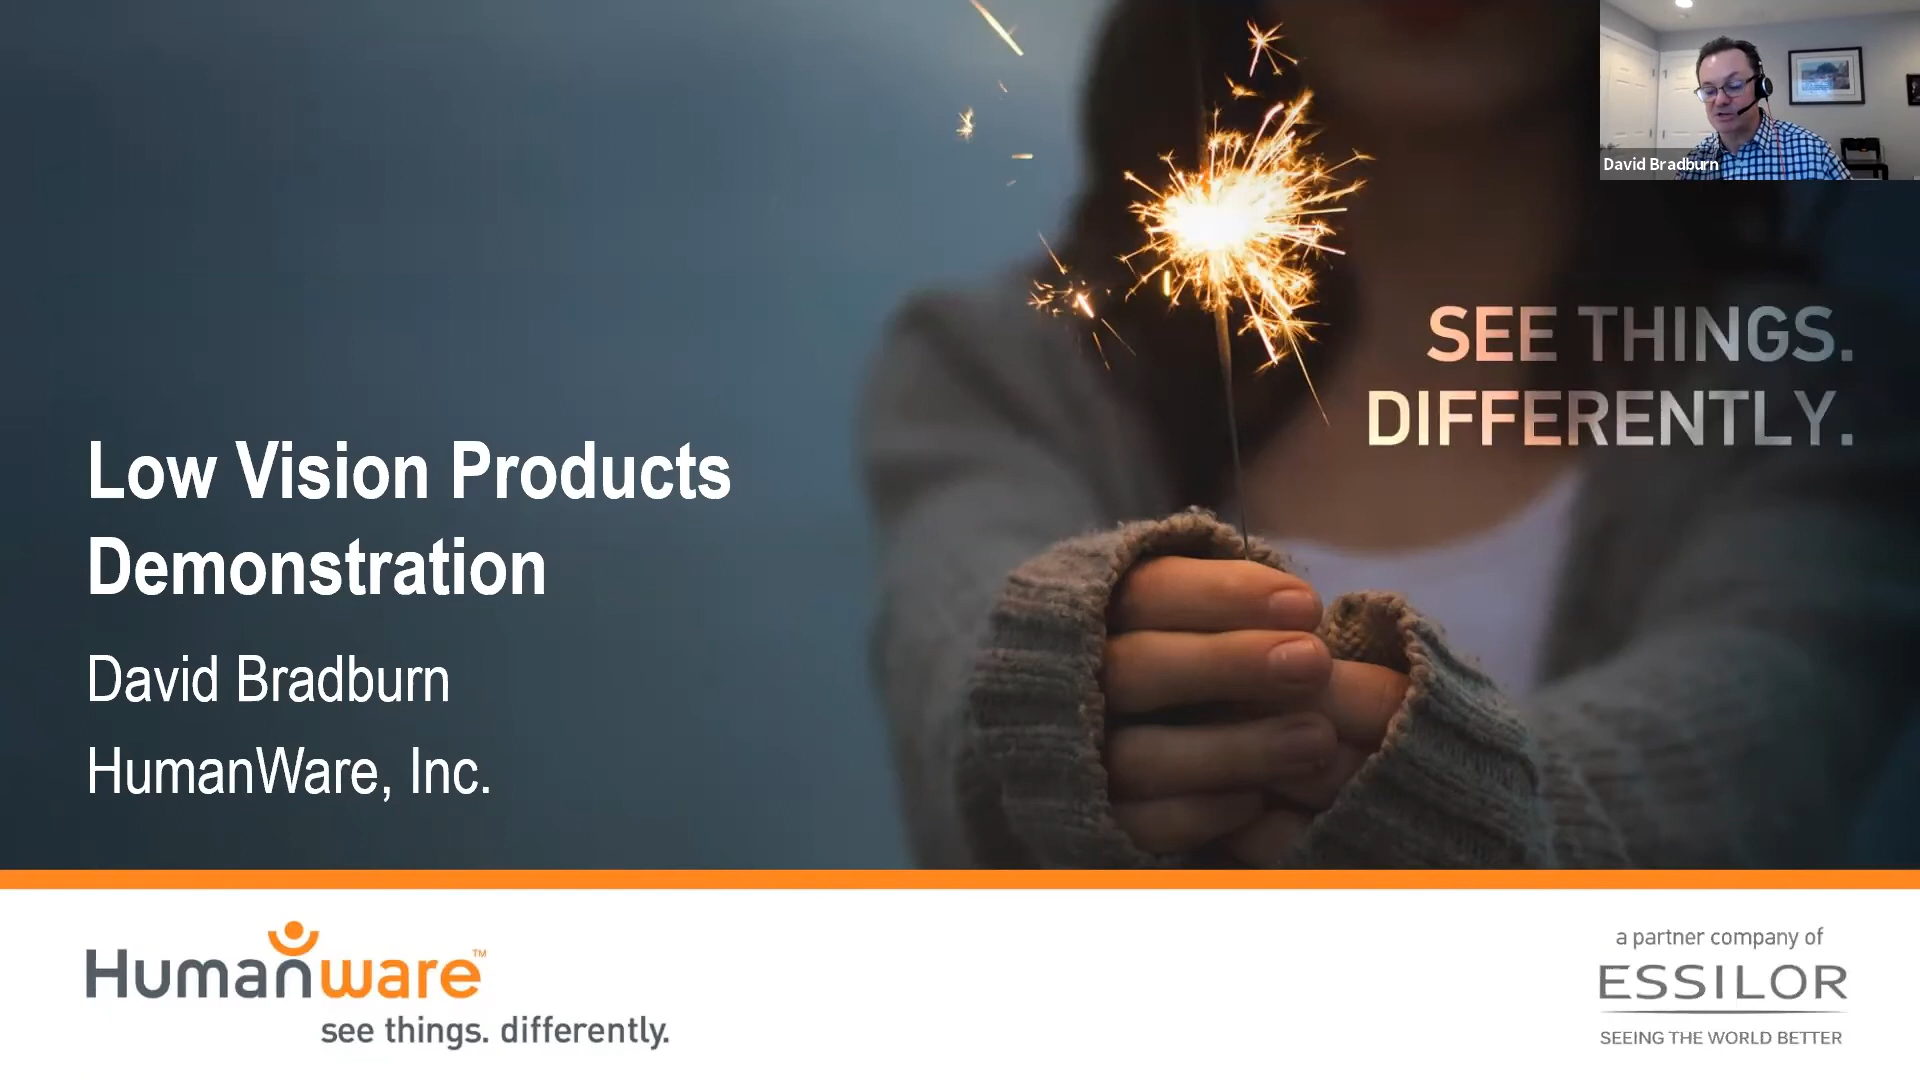 David Bradburn
SEE THINGS.
DIFFERENTLY.
Low Vision Products
Demonstration
David Bradburn
HumanWare, Inc.
Humanware™
see things. differently.
a partner company of
ESSILOR
SEEING THE WORLD BETTER